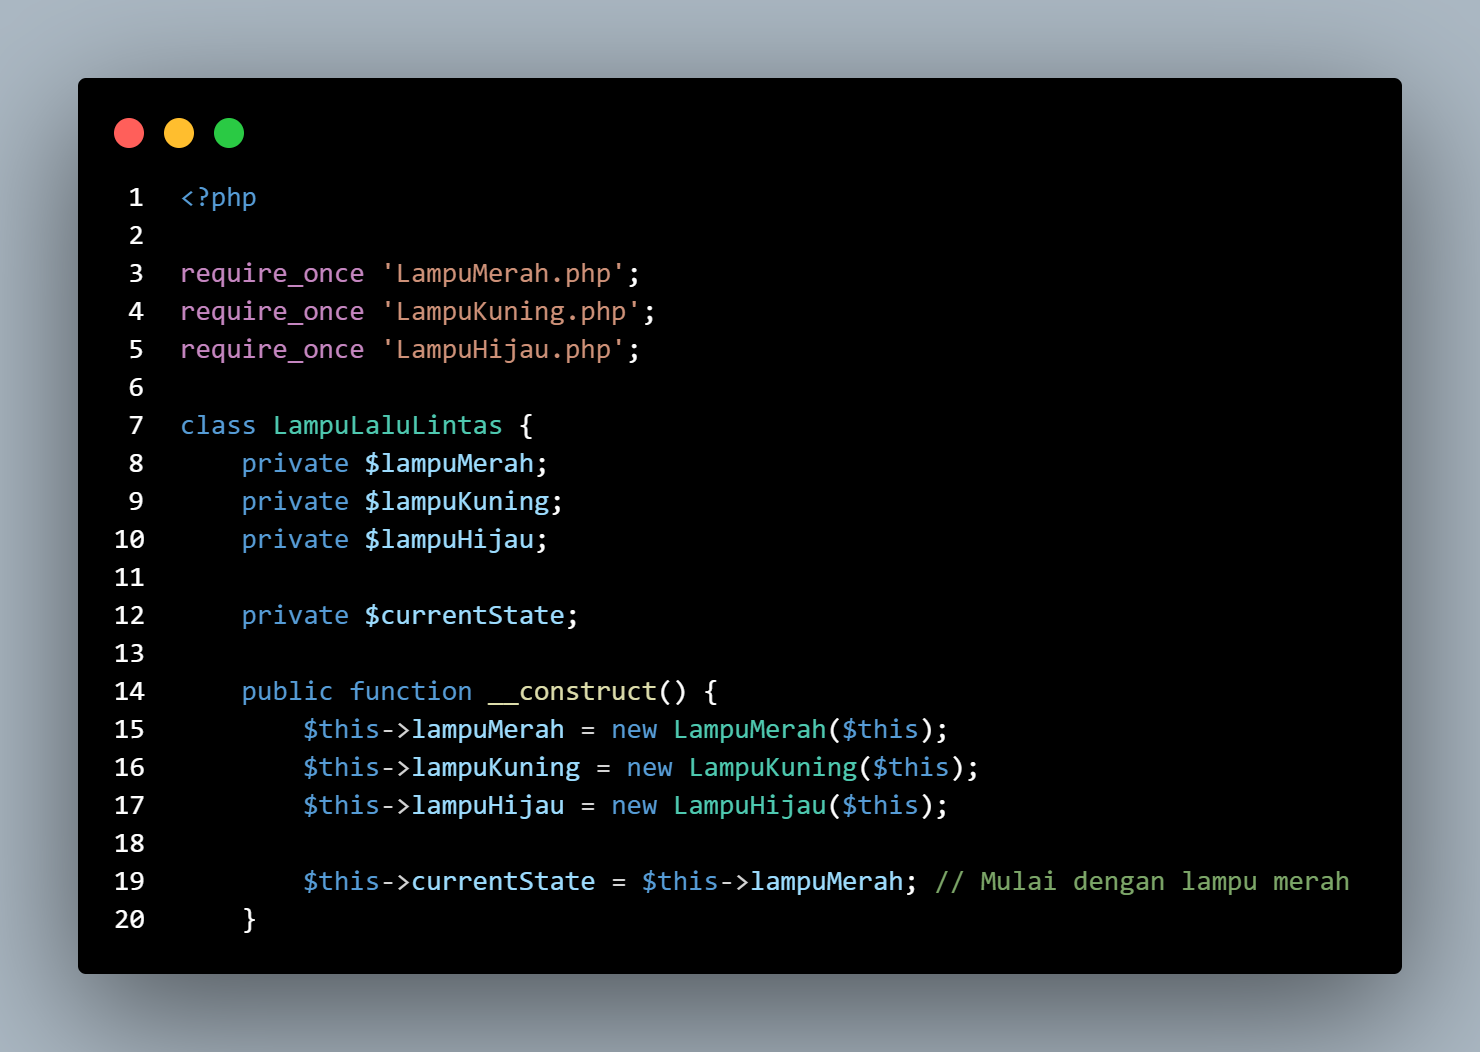 1 <?php
2
3 require_once 'LampuMerah.php';
4 require_once 'LampuKuning.php';
5 require_once 'LampuHijau.php';
6
7 class LampuLaluLintas {
8     private $lampuMerah;
9     private $lampuKuning;
10     private $lampuHijau;
11
12     private $currentState;
13
14     public function __construct() {
15         $this->lampuMerah = new LampuMerah($this);
16         $this->lampuKuning = new LampuKuning($this);
17         $this->lampuHijau = new LampuHijau($this);
18
19         $this->currentState = $this->lampuMerah; // Mulai dengan lampu merah
20     }